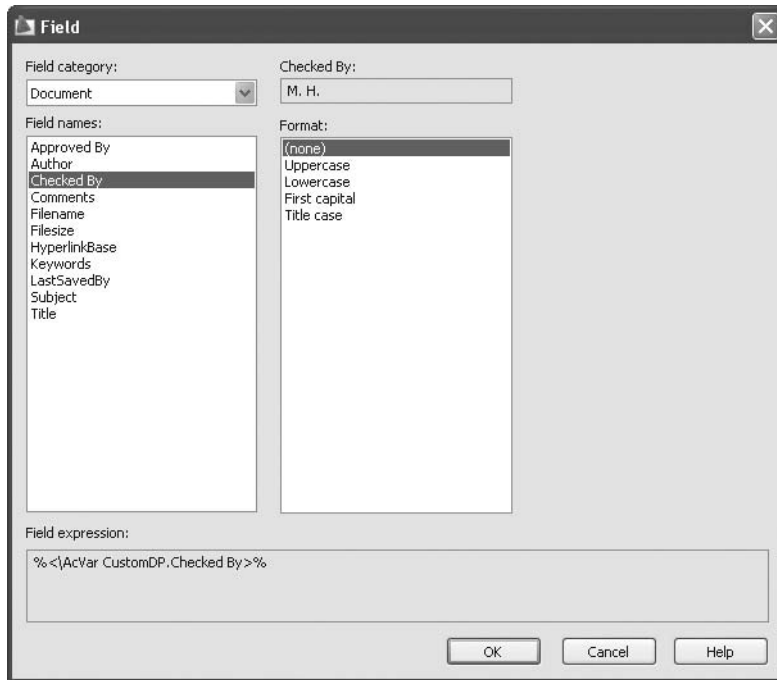 Field
Field category:
Document
Field names:
Approved By
Author
Checked By
Comments
Filename
Filesize
HyperlinkBase
Keywords
LastSavedBy
Subject
Title
Checked By:
M. H.
Format:
(none)
Uppercase
Lowercase
First capital
Title case
Field expression:
%<\AcVar CustomDP.Checked By>%
OK
Cancel
Help